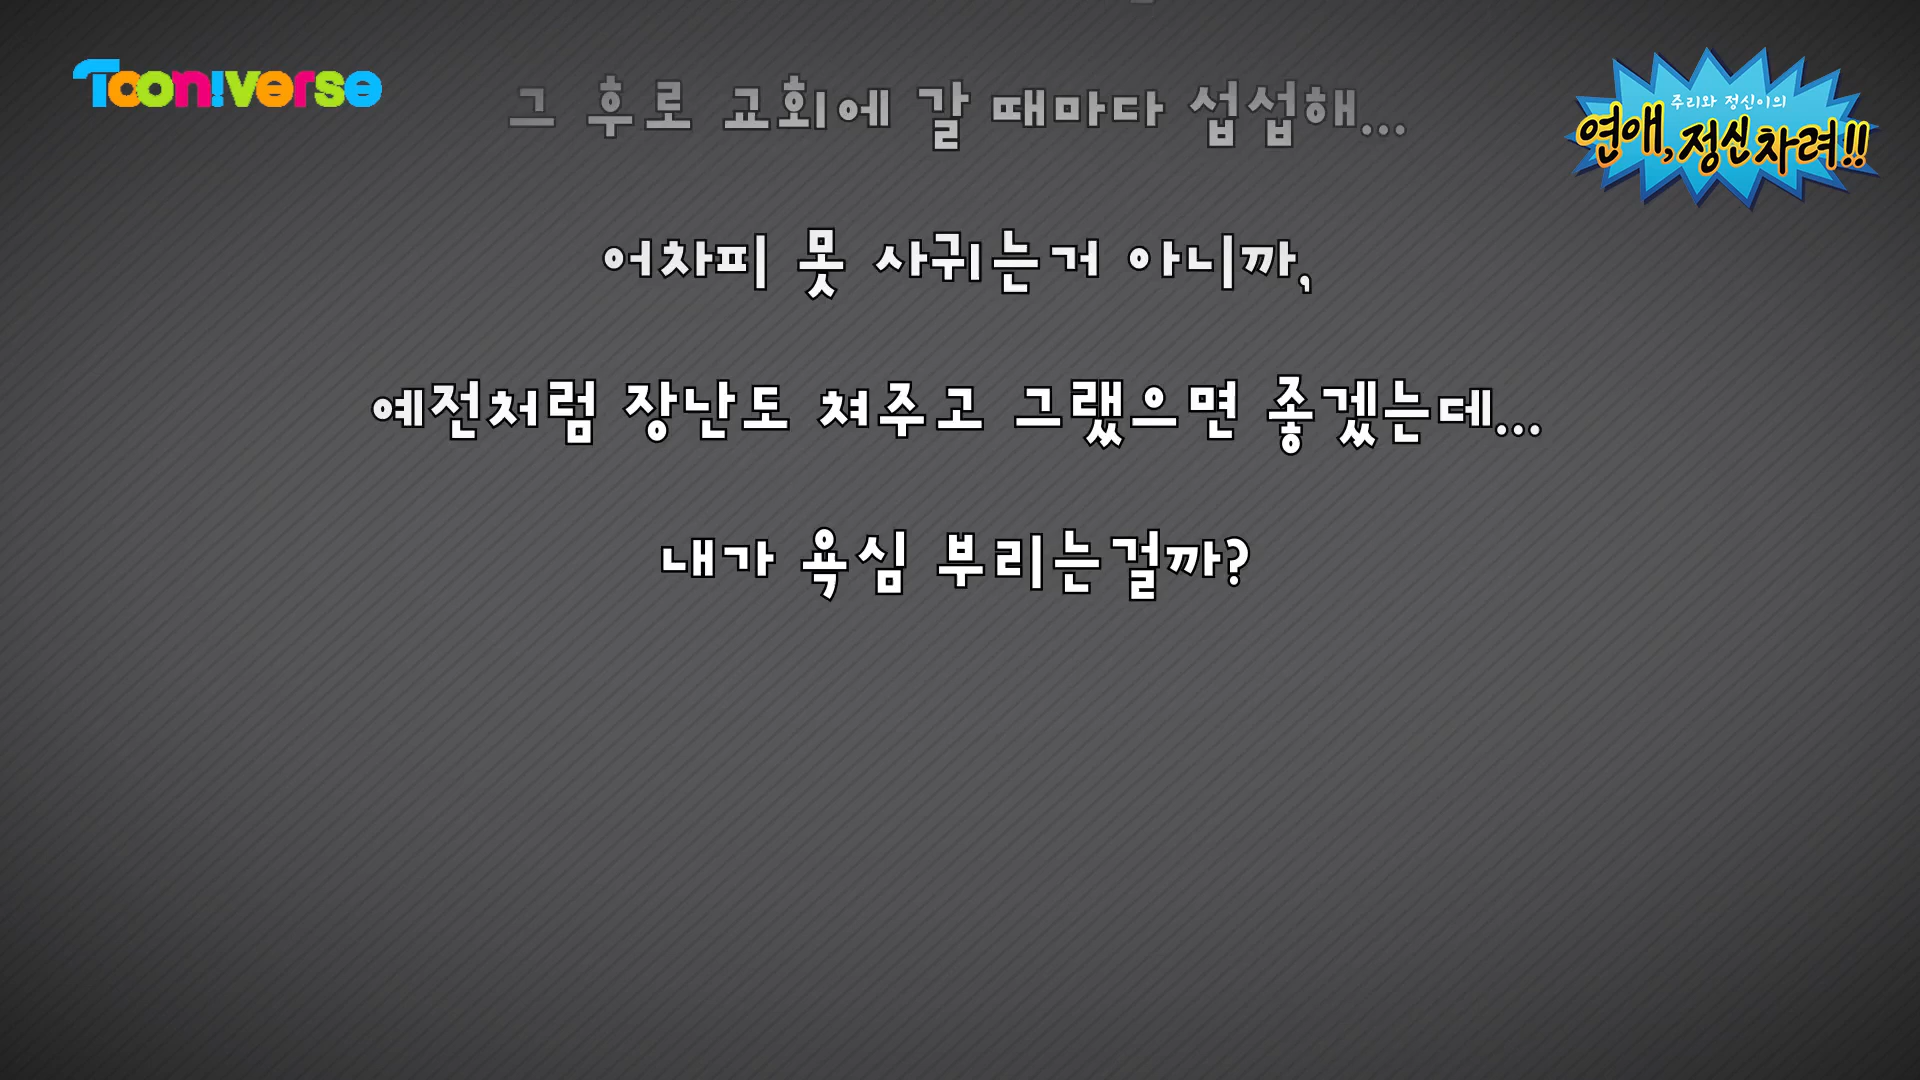 Tooniverse
주리와 정신이의
연애, 정신차려!!
그 후로 교회에 갈 때마다 섭섭해...
어차피 못 사귀는거 아니까,
예전처럼 장난도 쳐주고 그랬으면 좋겠는데...
내가 욕심 부리는걸까?